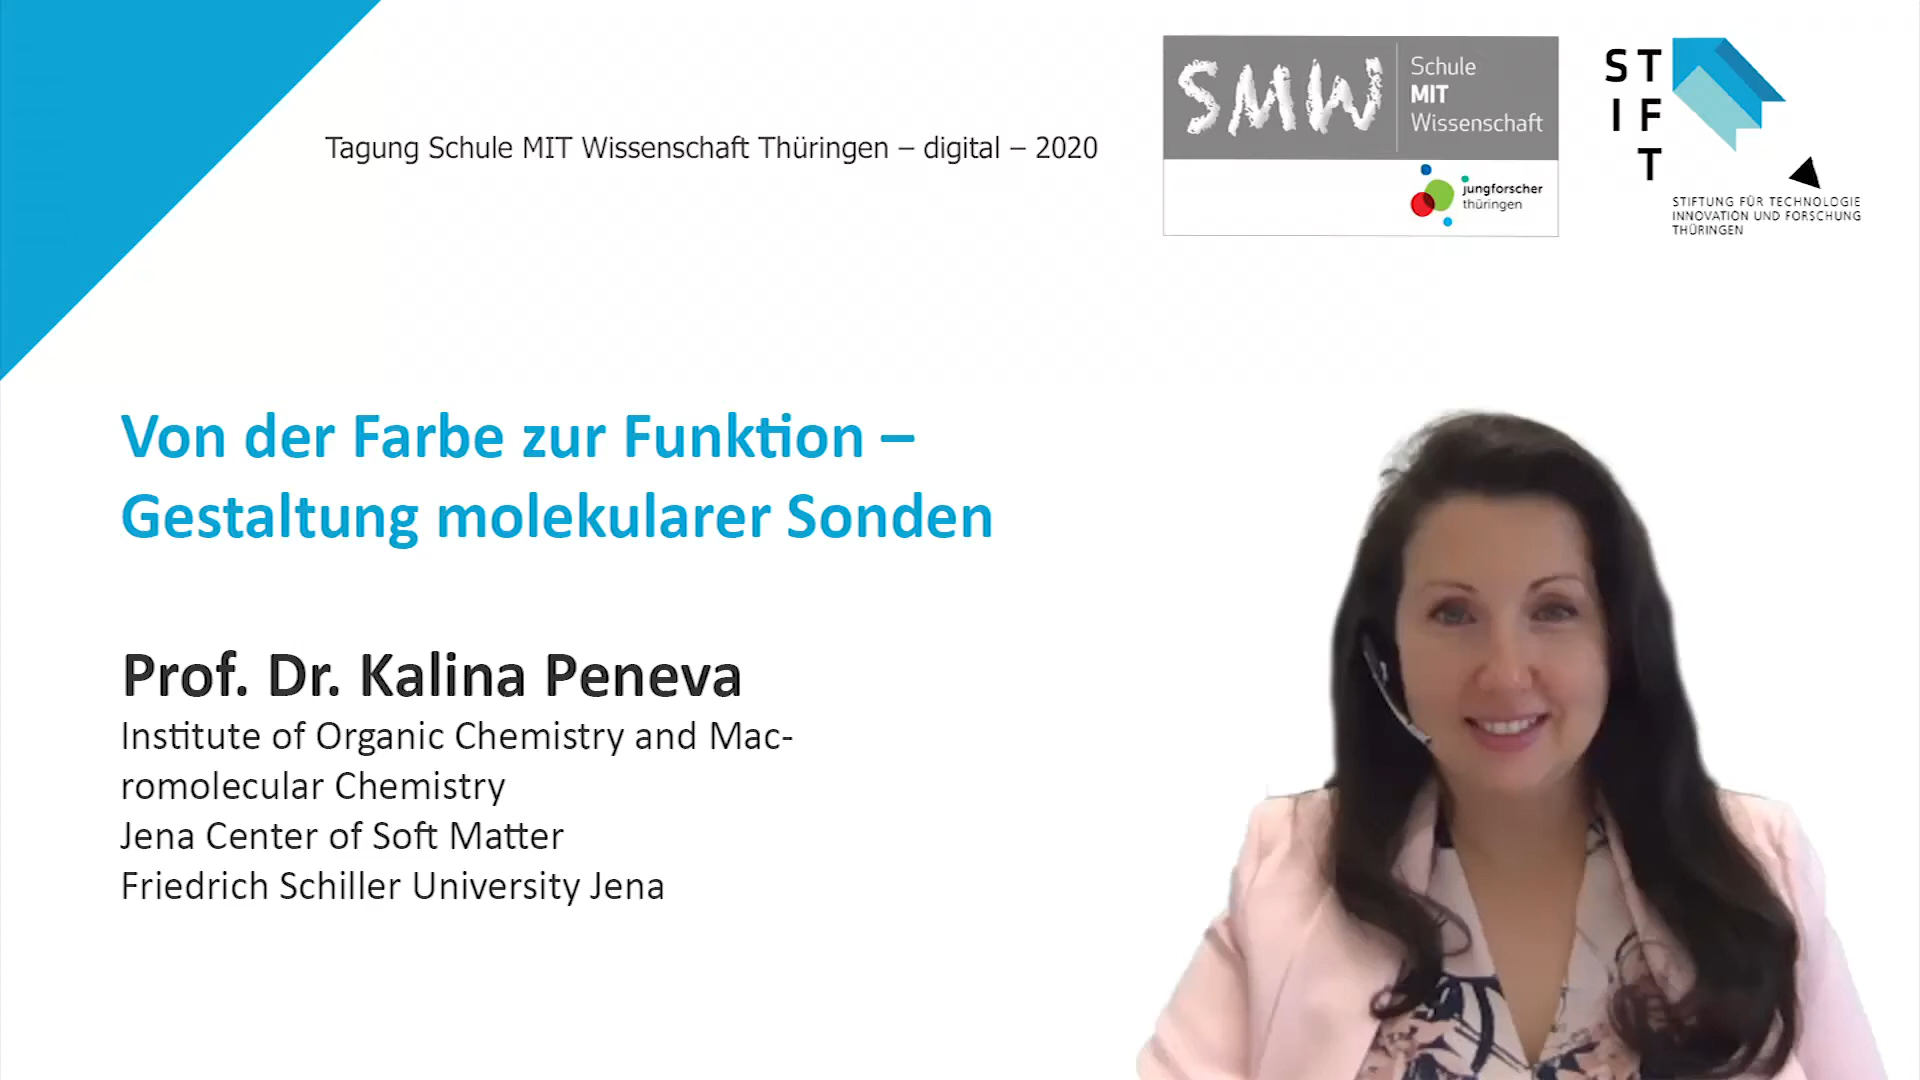 Tagung Schule MIT Wissenschaft Thüringen – digital – 2020
SMW
Schule
MIT
Wissenschaft
jungforscher
thüringen
ST
IF
T
STIFTUNG FÜR TECHNOLOGIE
INNOVATION UND FORSCHUNG
THÜRINGEN
Von der Farbe zur Funktion –
Gestaltung molekularer Sonden
Prof. Dr. Kalina Peneva
Institute of Organic Chemistry and Mac-
romolecular Chemistry
Jena Center of Soft Matter
Friedrich Schiller University Jena